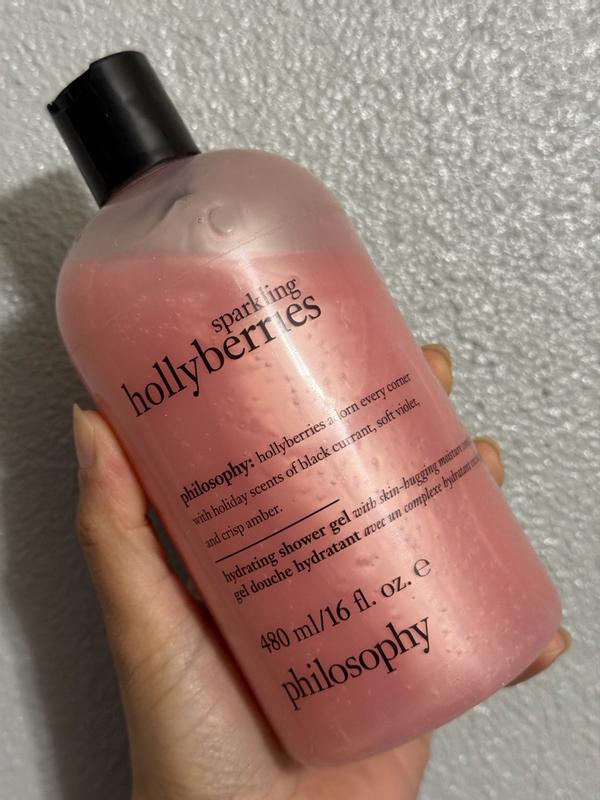 sparkling
hollyberries
philosophy: hollyberries adorn every corner
with holiday scents of black currant, soft violet,
and crisp amber.
hydrating shower gel with skin-hugging moisture
gel douche hydratant avec un complexe hydratant
480 ml/16 fl. oz. ℮
philosophy